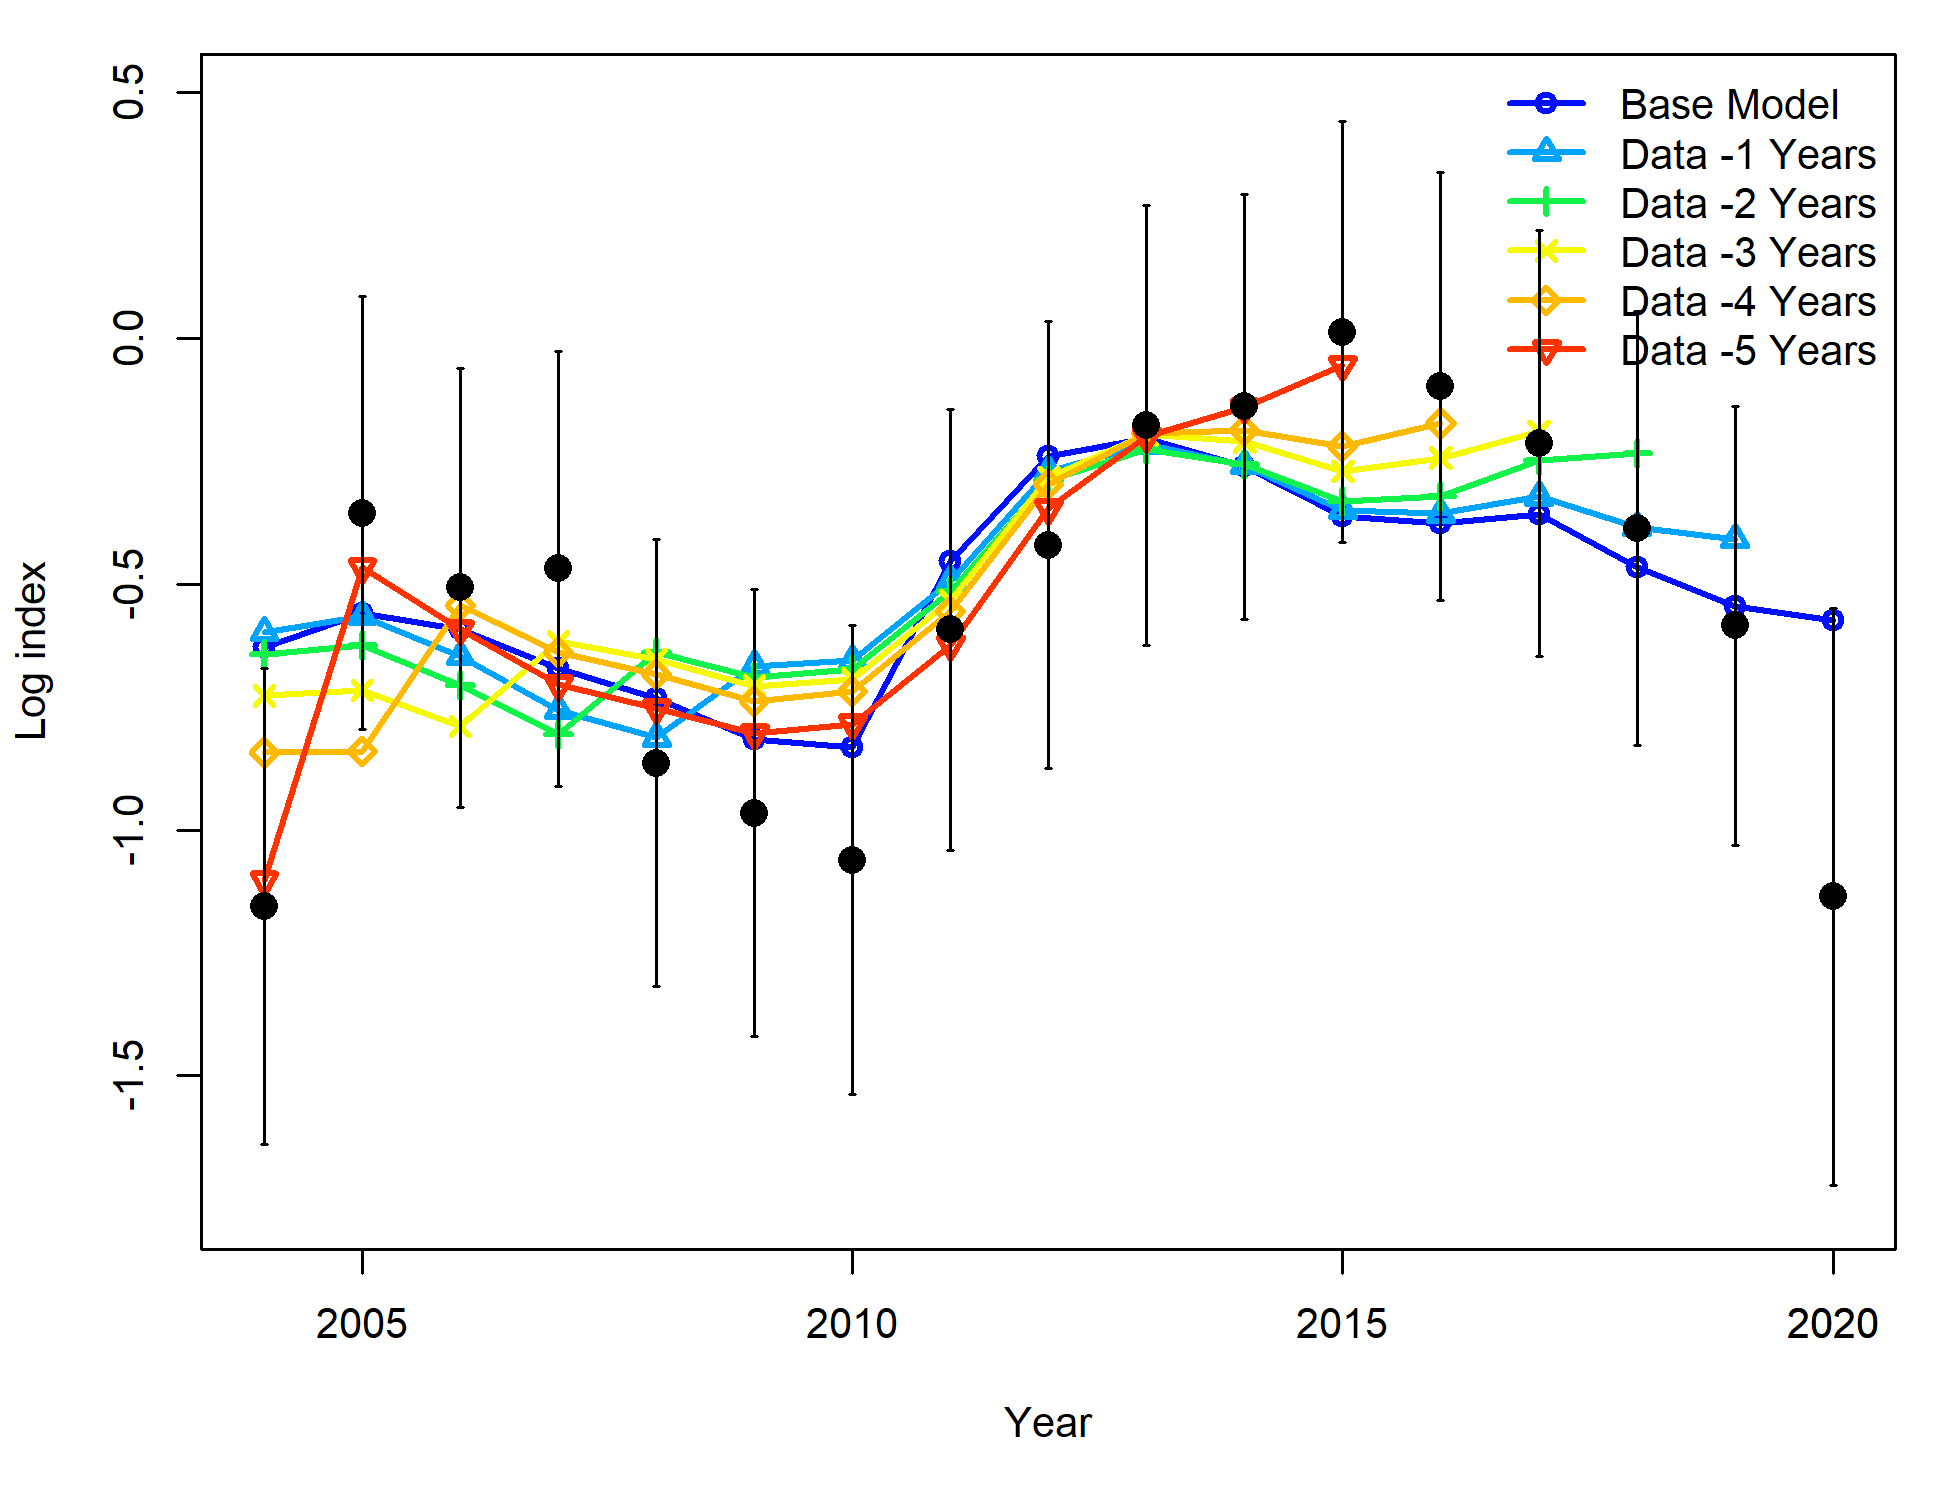 0.5
0.0
-0.5
-1.0
-1.5
Log index
Base Model
Data -1 Years
Data -2 Years
Data -3 Years
Data -4 Years
Data -5 Years
2005 2010 2015 2020
Year